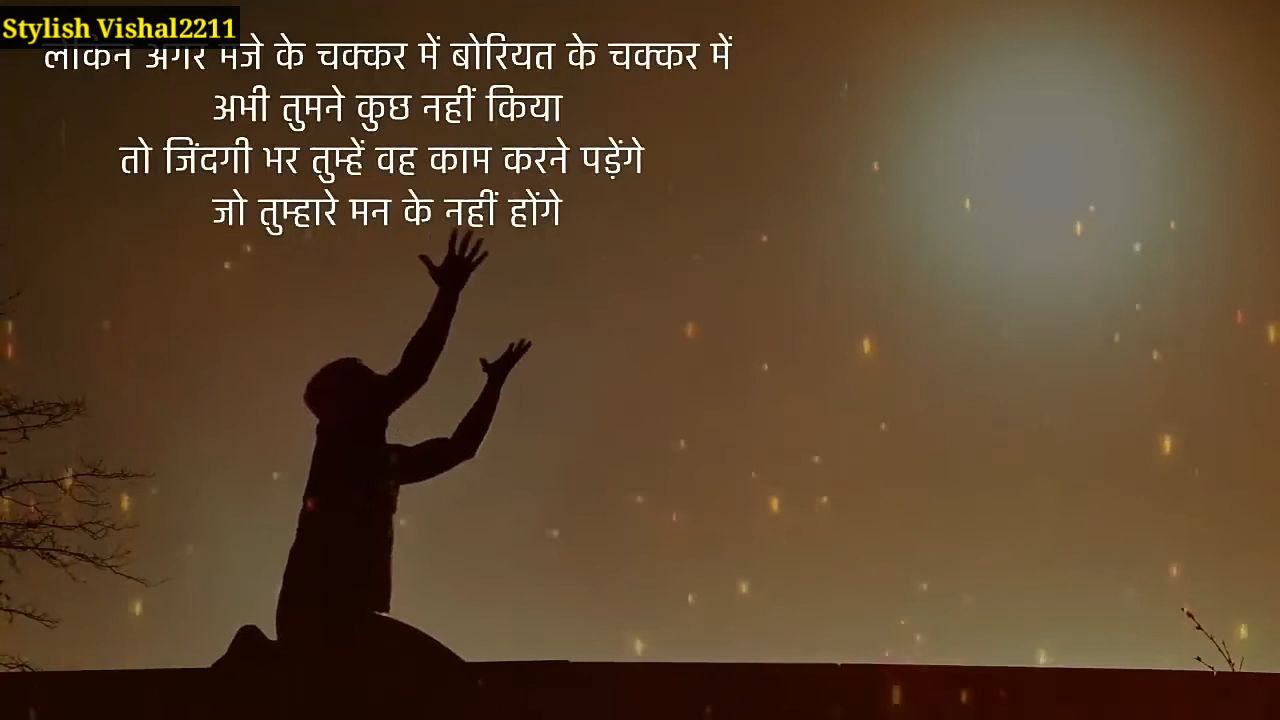 Stylish Vishal2211
लेकिन अगर मजे के चक्कर में बोरियत के चक्कर में
अभी तुमने कुछ नहीं किया
तो जिंदगी भर तुम्हें वह काम करने पड़ेंगे
जो तुम्हारे मन के नहीं होंगे